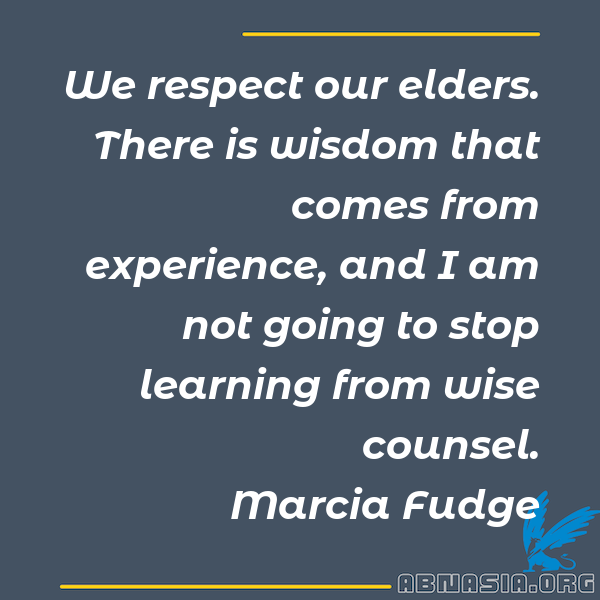 We respect our elders.
There is wisdom that
comes from
experience, and I am
not going to stop
learning from wise
counsel.
Marcia Fudge
ABNASIA.ORG